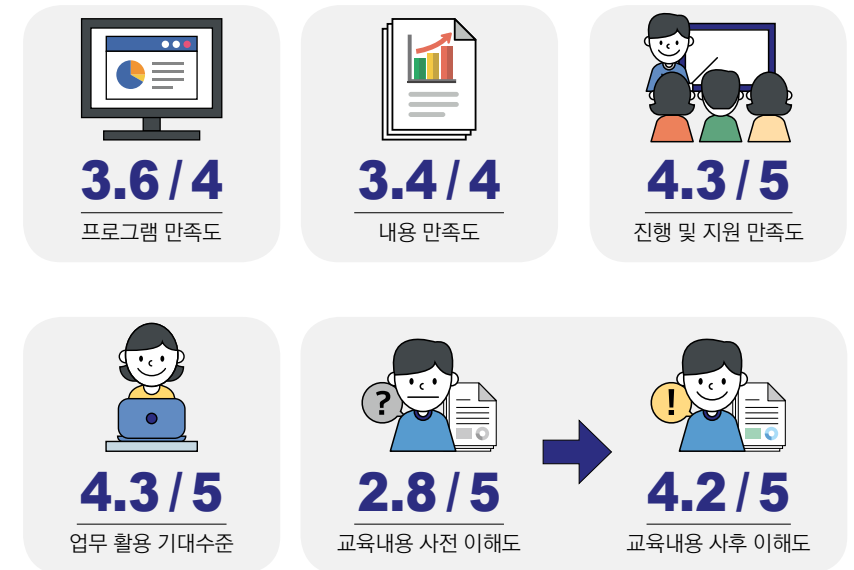 3.6 / 4
프로그램 만족도
3.4 / 4
내용 만족도
4.3 / 5
진행 및 지원 만족도
4.3 / 5
업무 활용 기대수준
?
2.8 / 5
교육내용 사전 이해도
!
4.2 / 5
교육내용 사후 이해도